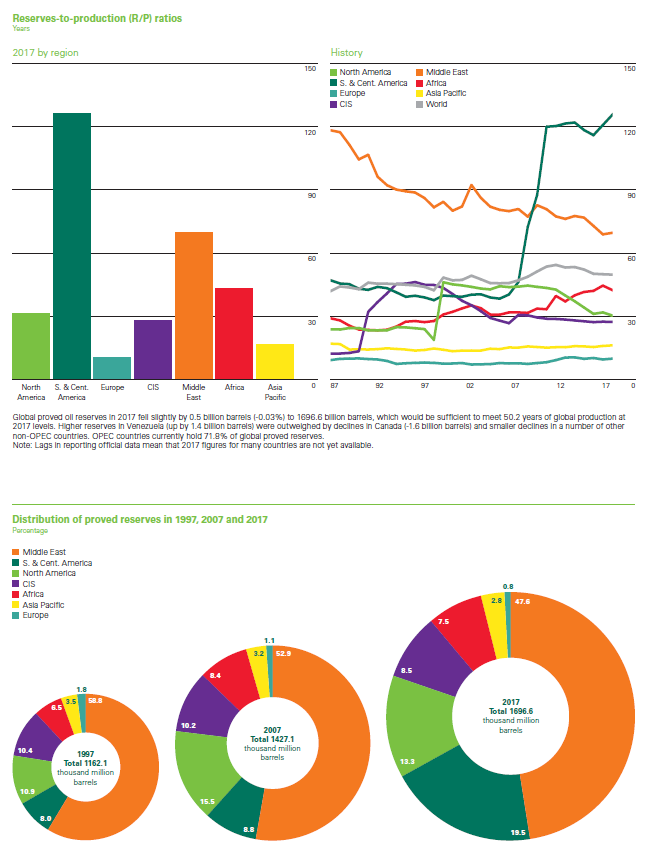 Reserves-to-production (R/P) ratios
Years
2017 by region
150
120
90
60
30
0
North America
S. & Cent. America
Europe
CIS
Middle East
Africa
Asia Pacific
History
North America
S. & Cent. America
Europe
CIS
Middle East
Africa
Asia Pacific
World
150
120
90
60
30
0
87 92 97 02 07 12 17
Global proved oil reserves in 2017 fell slightly by 0.5 billion barrels (-0.03%) to 1696.6 billion barrels, which would be sufficient to meet 50.2 years of global production at
2017 levels. Higher reserves in Venezuela (up by 1.4 billion barrels) were outweighed by declines in Canada (-1.6 billion barrels) and smaller declines in a number of other
non-OPEC countries. OPEC countries currently hold 71.8% of global proved reserves.
Note: Lags in reporting official data mean that 2017 figures for many countries are not yet available.
Distribution of proved reserves in 1997, 2007 and 2017
Percentage
Middle East
S. & Cent. America
North America
CIS
Africa
Asia Pacific
Europe
1.8
58.8
3.5
6.5
10.4
10.9
8.0
1997
Total 1162.1
thousand million
barrels
1.1
52.9
3.2
8.4
10.2
15.5
8.8
2007
Total 1427.1
thousand million
barrels
0.8
47.6
2.8
7.5
8.5
13.3
19.5
2017
Total 1696.6
thousand million
barrels